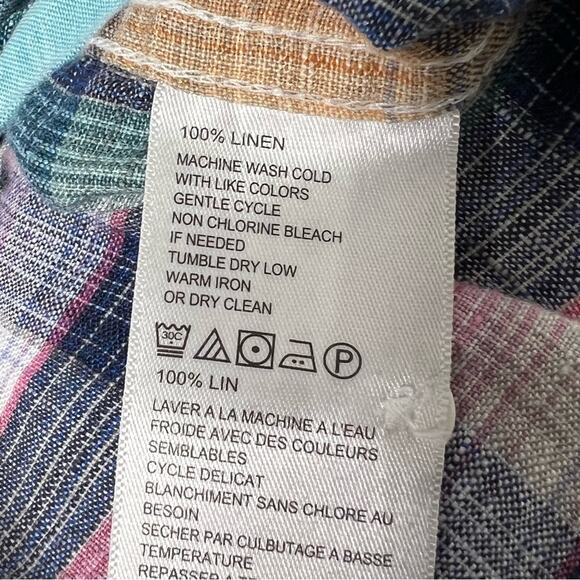 100% LINEN
MACHINE WASH COLD
WITH LIKE COLORS
GENTLE CYCLE
NON CHLORINE BLEACH
IF NEEDED
TUMBLE DRY LOW
WARM IRON
OR DRY CLEAN
30C P
100% LIN
LAVER A LA MACHINE A L'EAU
FROIDE AVEC DES COULEURS
SEMBLABLES
CYCLE DELICAT
BLANCHIMENT SANS CHLORE AU
BESOIN
SECHER PAR CULBUTAGE A BASSE
TEMPERATURE
REPASSER A